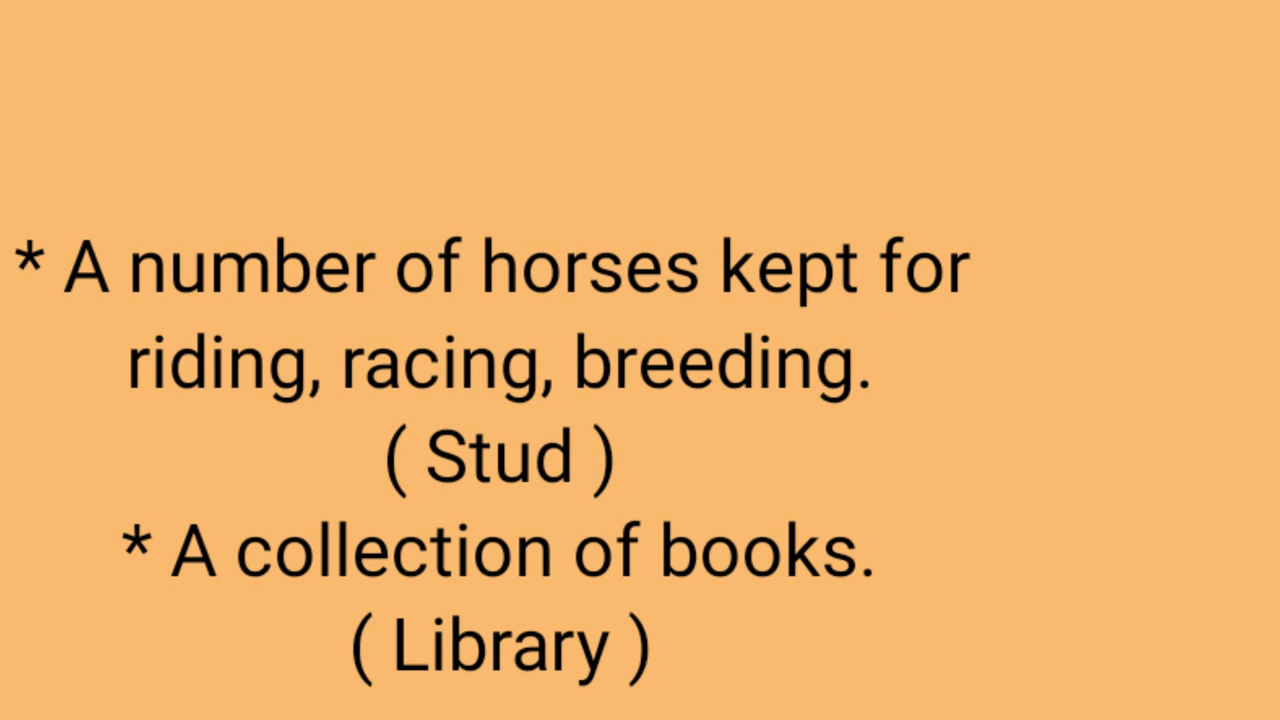 * A number of horses kept for
riding, racing, breeding.
( Stud )
* A collection of books.
( Library )